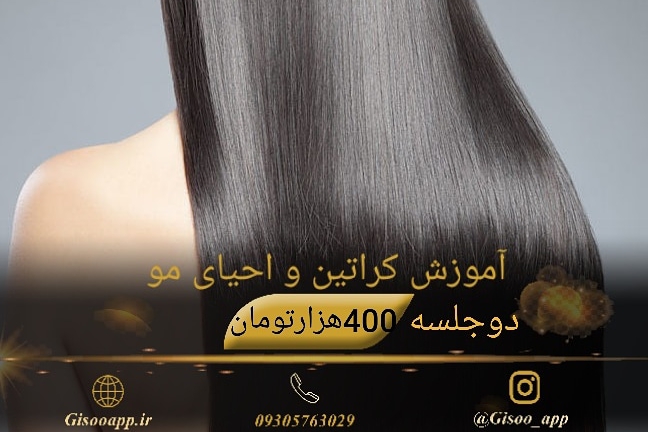 آموزش کراتین و احیای مو
دوجلسه 400هزارتومان
Gisooapp.ir
09305763029
@Gisoo_app